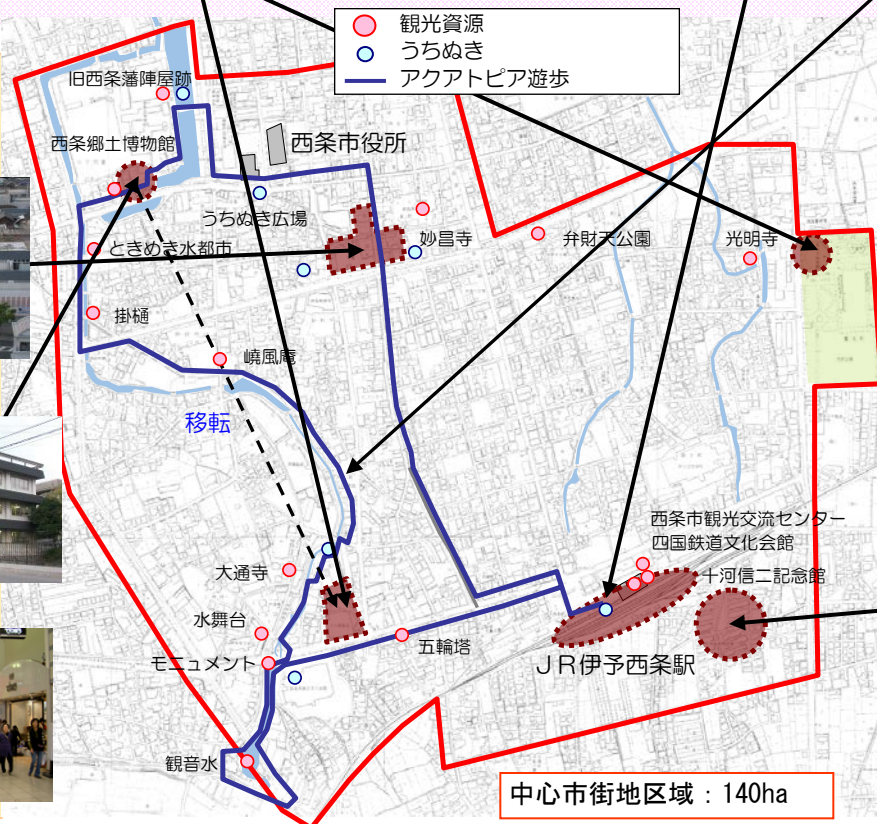 観光資源
うちぬき
アクアトピア遊歩
旧西条藩陣屋跡
西条郷土博物館
西条市役所
うちぬき広場
妙昌寺
弁財天公園
光明寺
ときめき水都市
掛樋
嶢風庵
移転
西条市観光交流センター
四国鉄道文化会館
十河信二記念館
大通寺
水舞台
五輪塔
モニュメント
JR伊予西条駅
観音水
中心市街地区域：140ha